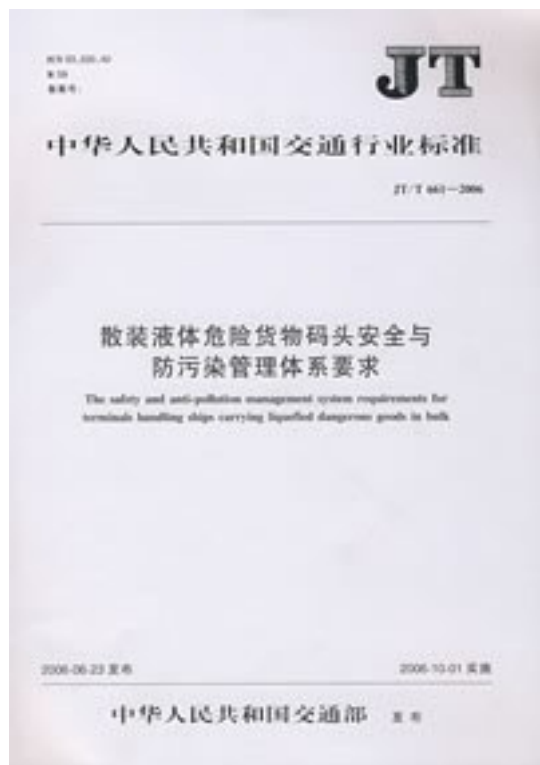 JT
中华人民共和国交通行业标准
JT/T 661—2006
散装液体危险货物码头安全与
防污染管理体系要求
The safety and anti-pollution management system requirements for
terminals handling ships carrying liquefied dangerous goods in bulk
2006-06-23 发布
2006-10-01 实施
中华人民共和国交通部 发布